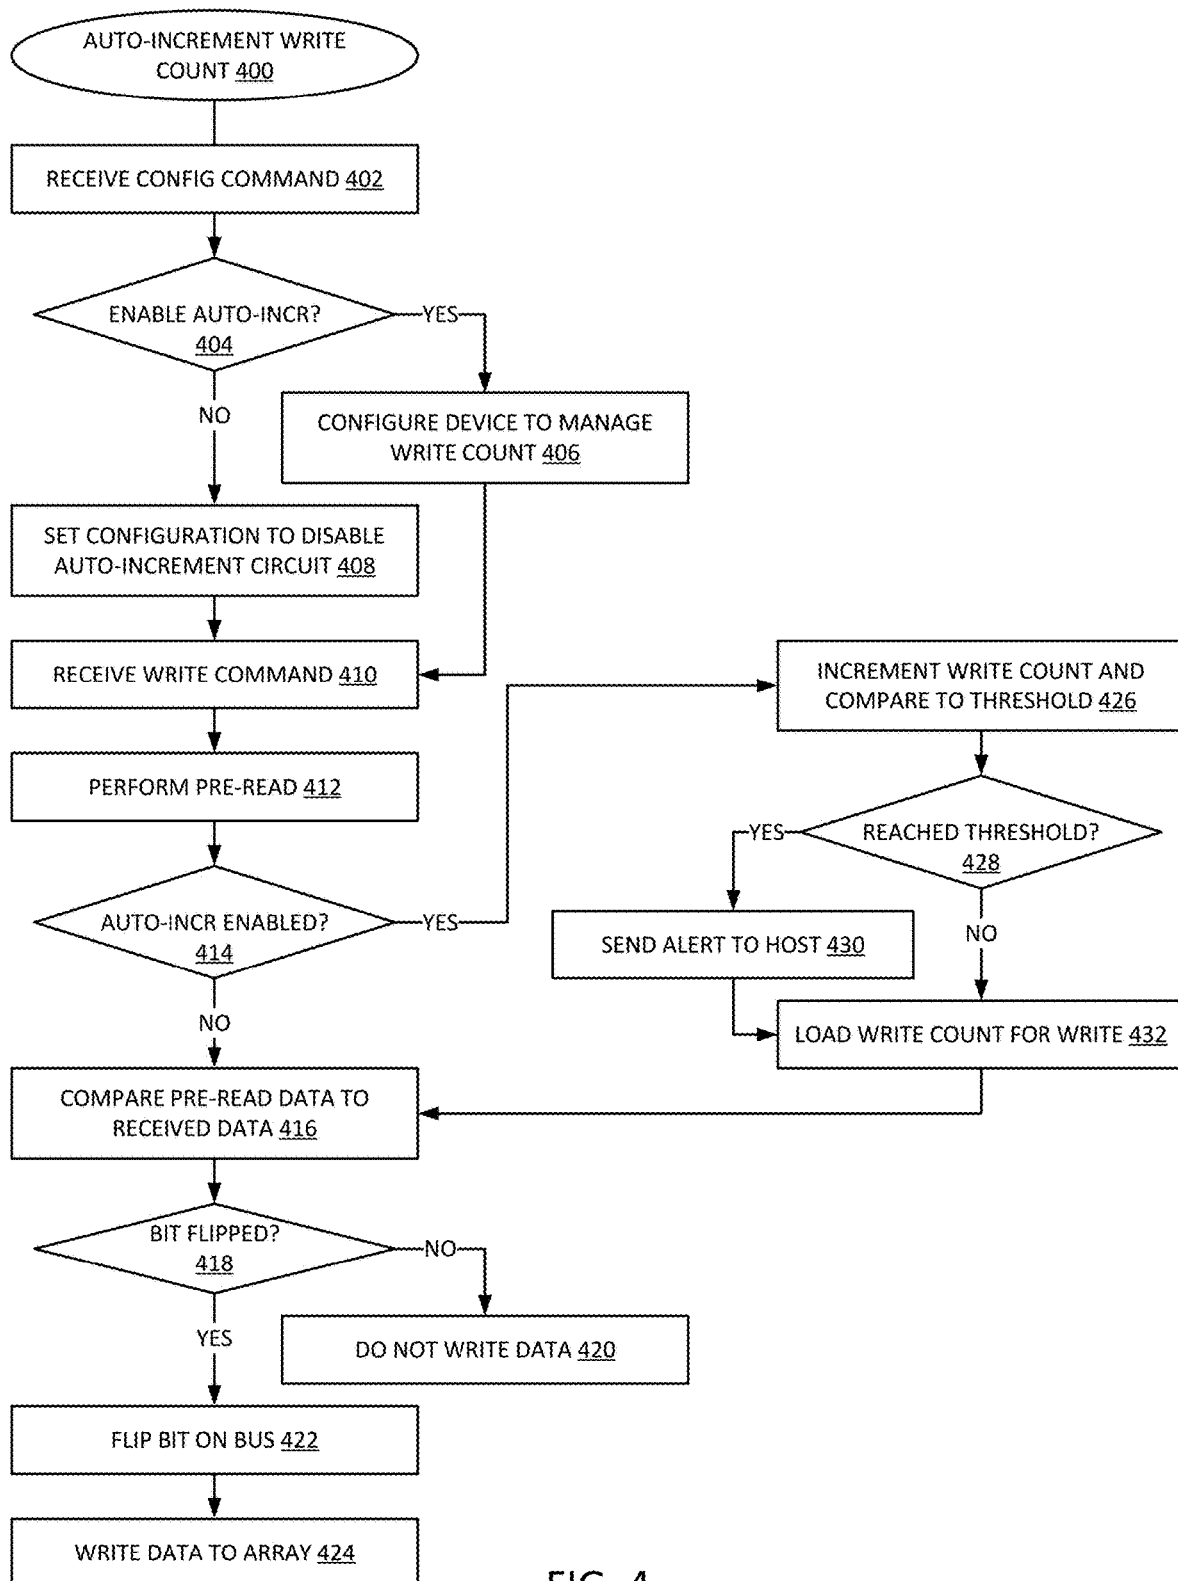 AUTO-INCREMENT WRITE
COUNT 400
RECEIVE CONFIG COMMAND 402
ENABLE AUTO-INCR?
404
YES
NO
CONFIGURE DEVICE TO MANAGE
WRITE COUNT 406
SET CONFIGURATION TO DISABLE
AUTO-INCREMENT CIRCUIT 408
RECEIVE WRITE COMMAND 410
PERFORM PRE-READ 412
AUTO-INCR ENABLED?
414
YES
NO
INCREMENT WRITE COUNT AND
COMPARE TO THRESHOLD 426
REACHED THRESHOLD?
428
YES
NO
SEND ALERT TO HOST 430
LOAD WRITE COUNT FOR WRITE 432
COMPARE PRE-READ DATA TO
RECEIVED DATA 416
BIT FLIPPED?
418
NO
YES
DO NOT WRITE DATA 420
FLIP BIT ON BUS 422
WRITE DATA TO ARRAY 424
FIG. 4